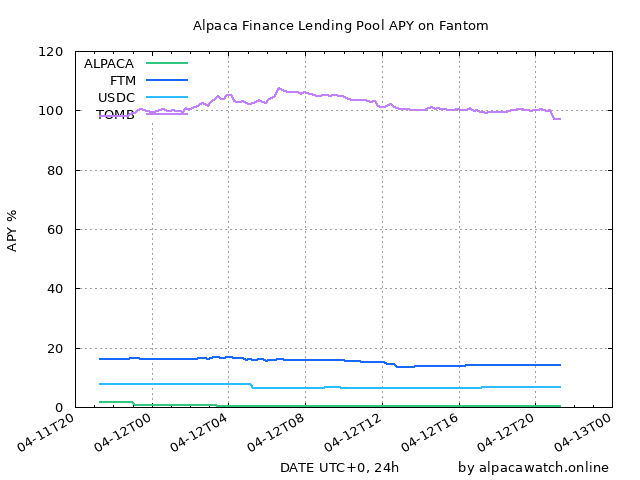 Alpaca Finance Lending Pool APY on Fantom
120
100
80
60
40
20
0
APY %
ALPACA
FTM
USDC
TOMB
04-11T20
04-12T00
04-12T04
04-12T08
04-12T12
04-12T16
04-12T20
04-13T00
DATE UTC+0, 24h
by alpacawatch.online